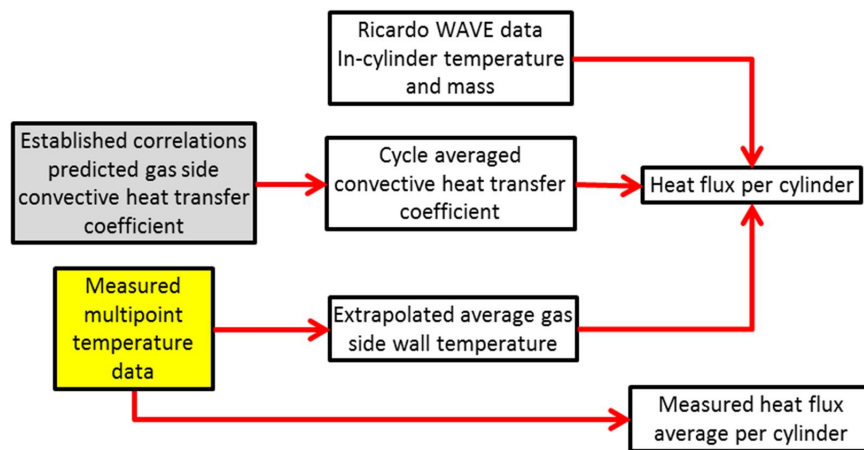 Ricardo WAVE data
In-cylinder temperature
and mass
Established correlations
predicted gas side
convective heat transfer
coefficient
Cycle averaged
convective heat transfer
coefficient
Heat flux per cylinder
Measured
multipoint
temperature
data
Extrapolated average gas
side wall temperature
Measured heat flux
average per cylinder